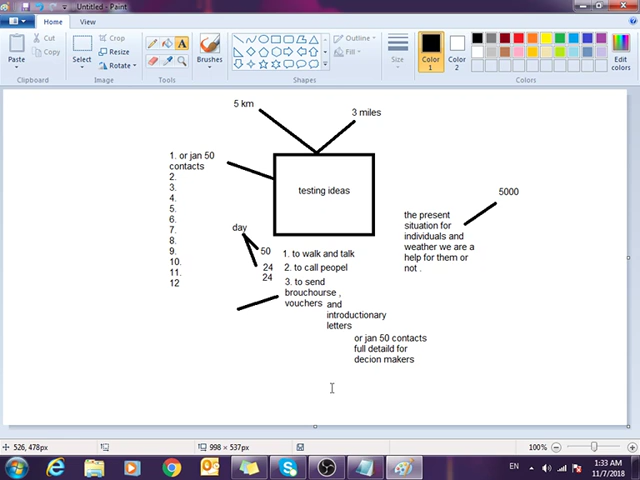 Untitled - Paint
Home
View
Paste
Cut
Copy
Clipboard
Select
Crop
Resize
Rotate
Image
A
Tools
Brushes
Shapes
Outline
Fill
Size
Color 1
Color 2
Colors
Edit colors
5 km
3 miles
1. or jan 50
contacts
2.
3.
4.
5.
6.
7.
8.
9.
10.
11.
12
testing ideas
5000
the present
situation for
individuals and
weather we are a
help for them or
not .
day
50
24
24
1. to walk and talk
2. to call peopel
3. to send
brouchourse ,
vouchers
and
introductionary
letters
or jan 50 contacts
full detaild for
decion makers
526, 478px
998 × 537px
100%
EN
1:33 AM
11/7/2018